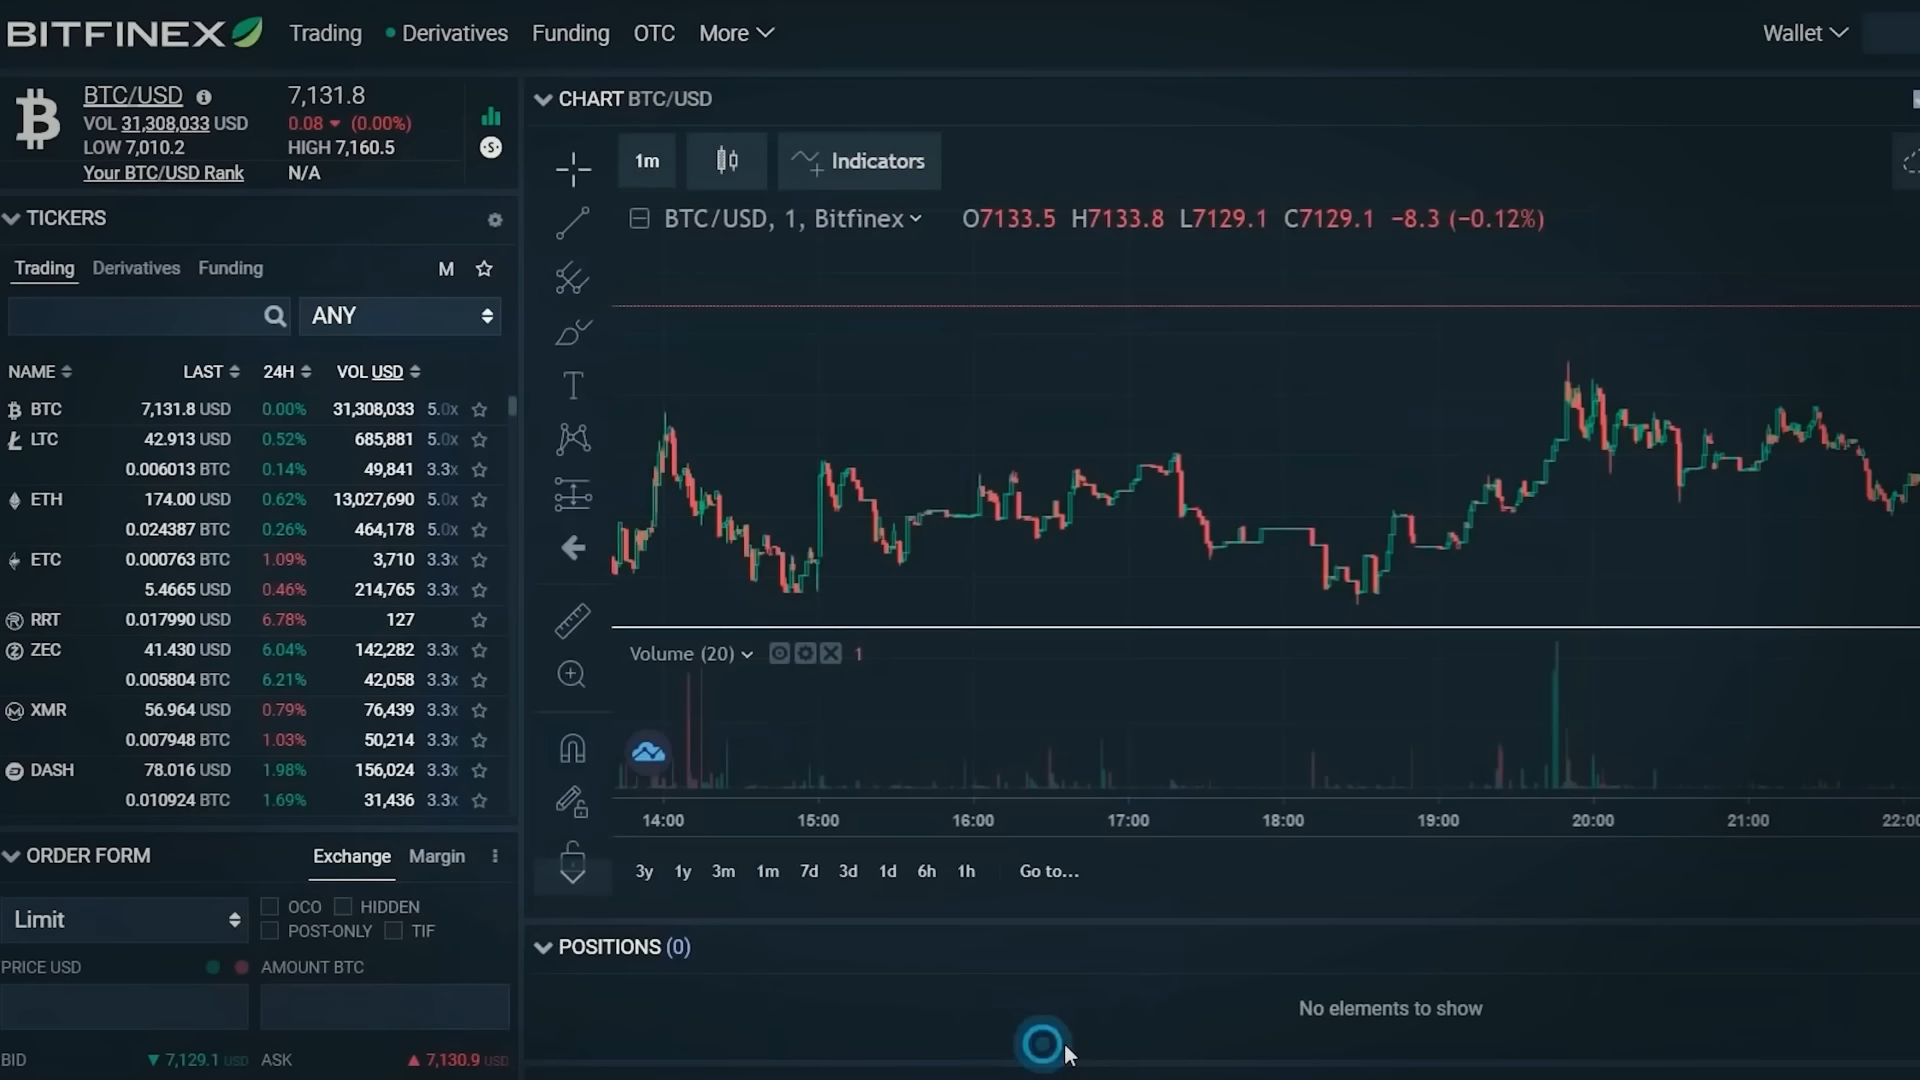 BITFINEX Trading Derivatives Funding OTC More Wallet
BTC/USD 7,131.8
VOL 31,308,033 USD 0.08 (0.00%)
LOW 7,010.2 HIGH 7,160.5
Your BTC/USD Rank N/A
TICKERS
Trading Derivatives Funding M
ANY
NAME LAST 24H VOL USD
BTC 7,131.8 USD 0.00% 31,308,033 5.0x
LTC 42.913 USD 0.52% 685,881 5.0x
0.006013 BTC 0.14% 49,841 3.3x
ETH 174.00 USD 0.62% 13,027,690 5.0x
0.024387 BTC 0.26% 464,178 5.0x
ETC 0.000763 BTC 1.09% 3,710 3.3x
5.4665 USD 0.46% 214,765 3.3x
RRT 0.017990 USD 6.78% 127
ZEC 41.430 USD 6.04% 142,282 3.3x
0.005804 BTC 6.21% 42,058 3.3x
XMR 56.964 USD 0.79% 76,439 3.3x
0.007948 BTC 1.03% 50,214 3.3x
DASH 78.016 USD 1.98% 156,024 3.3x
0.010924 BTC 1.69% 31,436 3.3x
ORDER FORM Exchange Margin
Limit OCO HIDDEN
POST-ONLY TIF
PRICE USD AMOUNT BTC
BID 7,129.1 USD ASK 7,130.9 USD
CHART BTC/USD
1m Indicators
BTC/USD, 1, Bitfinex O7133.5 H7133.8 L7129.1 C7129.1 −8.3 (−0.12%)
Volume (20) 1
14:00 15:00 16:00 17:00 18:00 19:00 20:00 21:00 22:00
3y 1y 3m 1m 7d 3d 1d 6h 1h Go to...
POSITIONS (0)
No elements to show